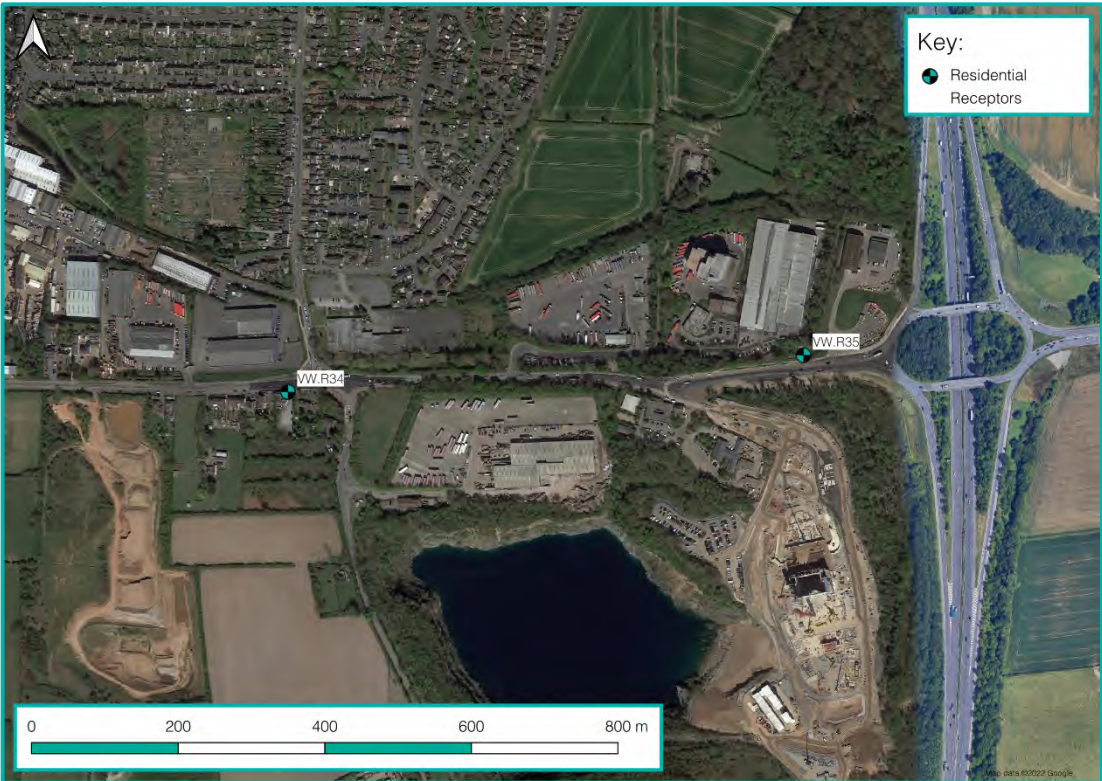 Key:
Residential
Receptors
VW.R35
VW.R34
0 200 400 600 800 m
Map data ©2022 Google